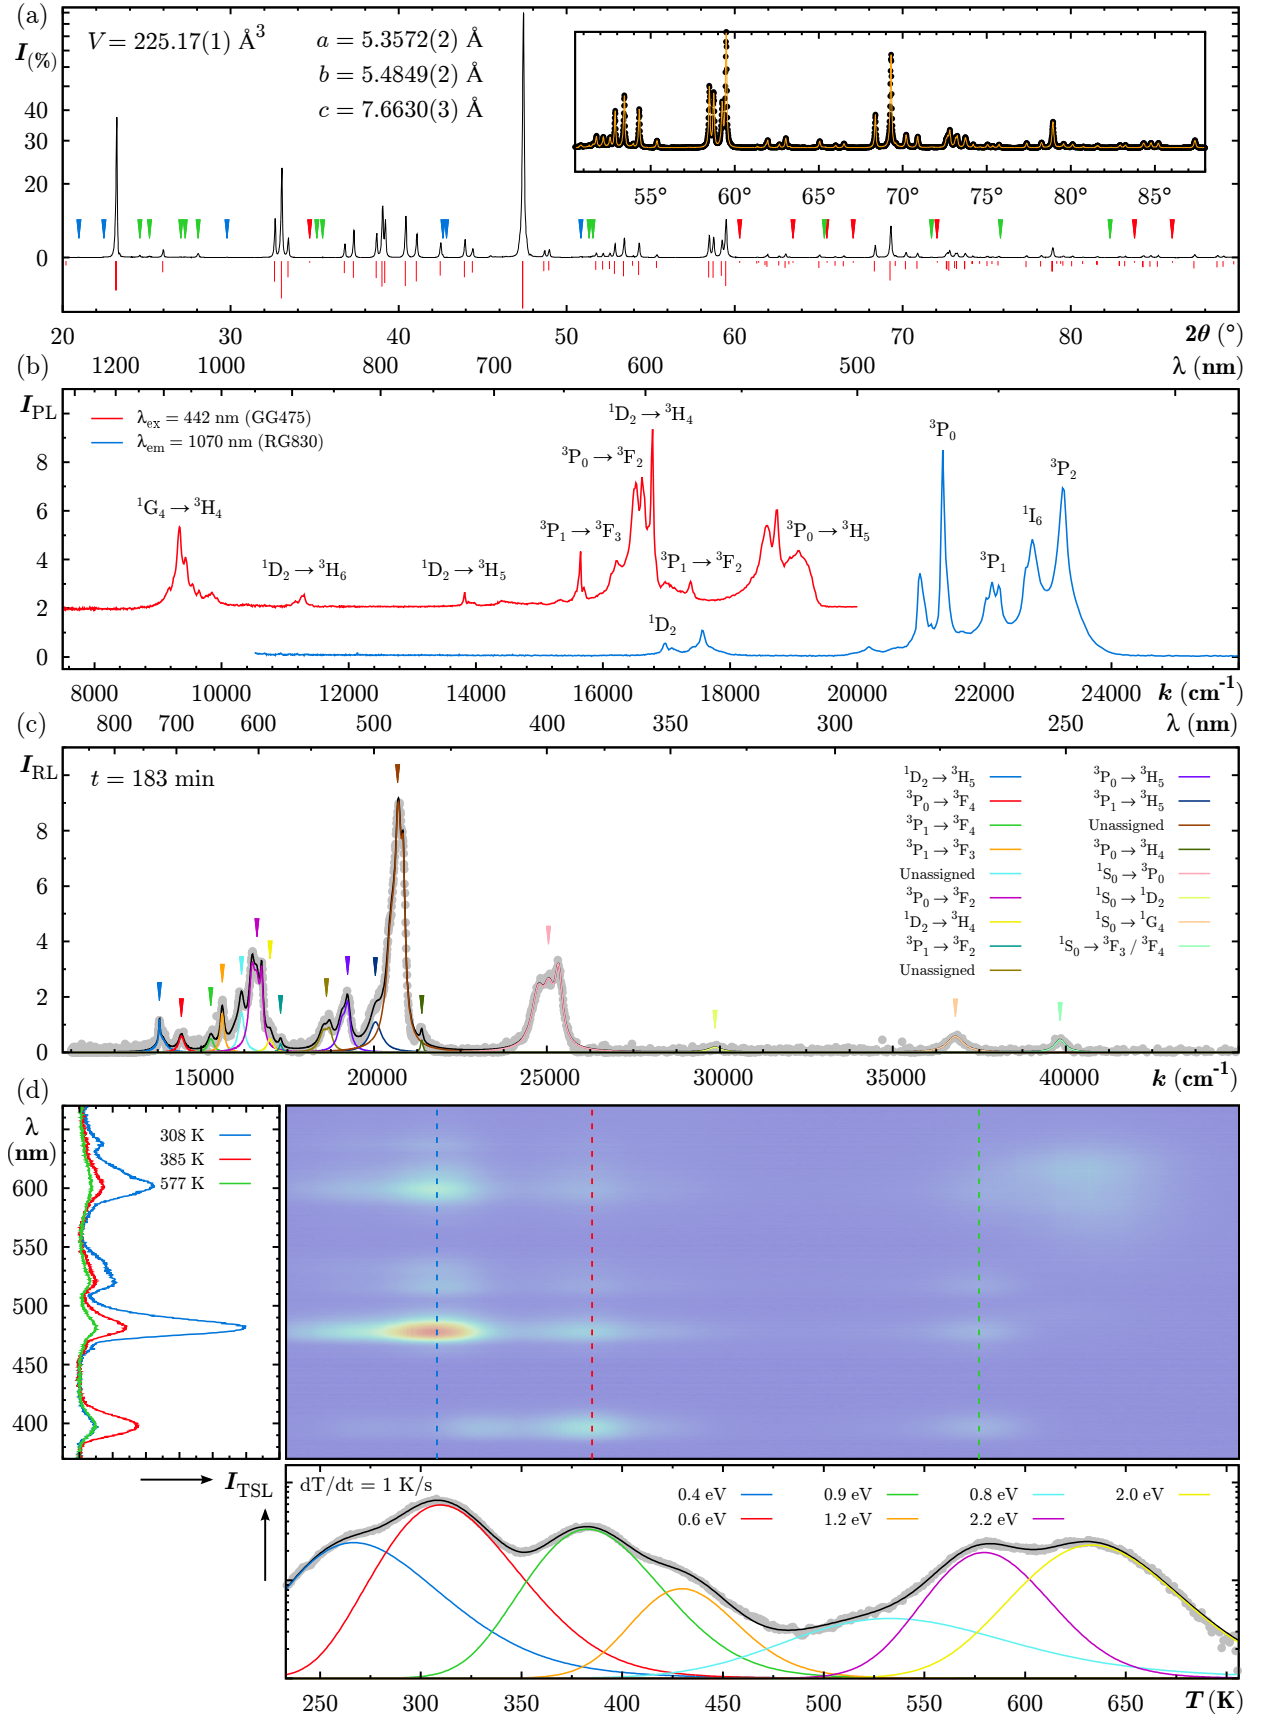 (a)
I(%)
V = 225.17(1) Å³
a = 5.3572(2) Å
b = 5.4849(2) Å
c = 7.6630(3) Å
40
30
20
0
55° 60° 65° 70° 75° 80° 85°
20 30 40 50 60 70 80 2θ (°)
(b)
1200 1000 800 700 600 500 λ (nm)
I_PL
λ_ex = 442 nm (GG475)
λ_em = 1070 nm (RG830)
¹D₂ → ³H₄
³P₀
³P₀ → ³F₂
³P₂
¹G₄ → ³H₄
³P₁ → ³F₃
³P₀ → ³H₅
¹I₆
¹D₂ → ³H₆
¹D₂ → ³H₅
³P₁ → ³F₂
³P₁
¹D₂
8
6
4
2
0
8000 10000 12000 14000 16000 18000 20000 22000 24000 k (cm⁻¹)
(c)
800 700 600 500 400 350 300 250 λ (nm)
I_RL
t = 183 min
8
6
4
2
0
¹D₂ → ³H₅
³P₀ → ³F₄
³P₁ → ³F₄
³P₁ → ³F₃
Unassigned
³P₀ → ³F₂
¹D₂ → ³H₄
³P₁ → ³F₂
Unassigned
³P₀ → ³H₅
³P₁ → ³H₅
Unassigned
³P₀ → ³H₄
¹S₀ → ³P₀
¹S₀ → ¹D₂
¹S₀ → ¹G₄
¹S₀ → ³F₃ / ³F₄
15000 20000 25000 30000 35000 40000 k (cm⁻¹)
(d)
λ
(nm)
600
550
500
450
400
308 K
385 K
577 K
I_TSL
dT/dt = 1 K/s
0.4 eV
0.6 eV
0.9 eV
1.2 eV
0.8 eV
2.2 eV
2.0 eV
250 300 350 400 450 500 550 600 650 T (K)